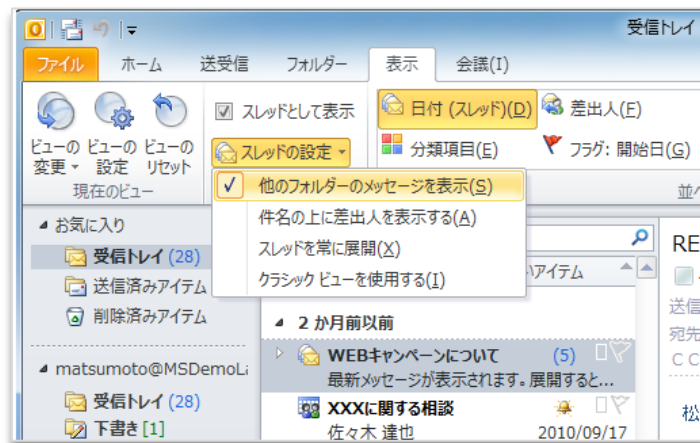 受信トレイ
ファイル ホーム 送受信 フォルダー 表示 会議(I)
ビューの変更 ビューの設定 ビューのリセット
現在のビュー
スレッドとして表示
スレッドの設定
日付 (スレッド)(D) 差出人(F)
分類項目(E) フラグ: 開始日(G)
他のフォルダーのメッセージを表示(S)
件名の上に差出人を表示する(A)
スレッドを常に展開(X)
クラシック ビューを使用する(I)
お気に入り
受信トレイ (28)
送信済みアイテム
削除済みアイテム
matsumoto@MSDemoL
受信トレイ (28)
下書き [1]
アイテム
2 か月前以前
WEBキャンペーンについて (5)
最新メッセージが表示されます。展開すると...
XXXに関する相談
佐々木 達也 2010/09/17
RE
送信
宛先
CC
松